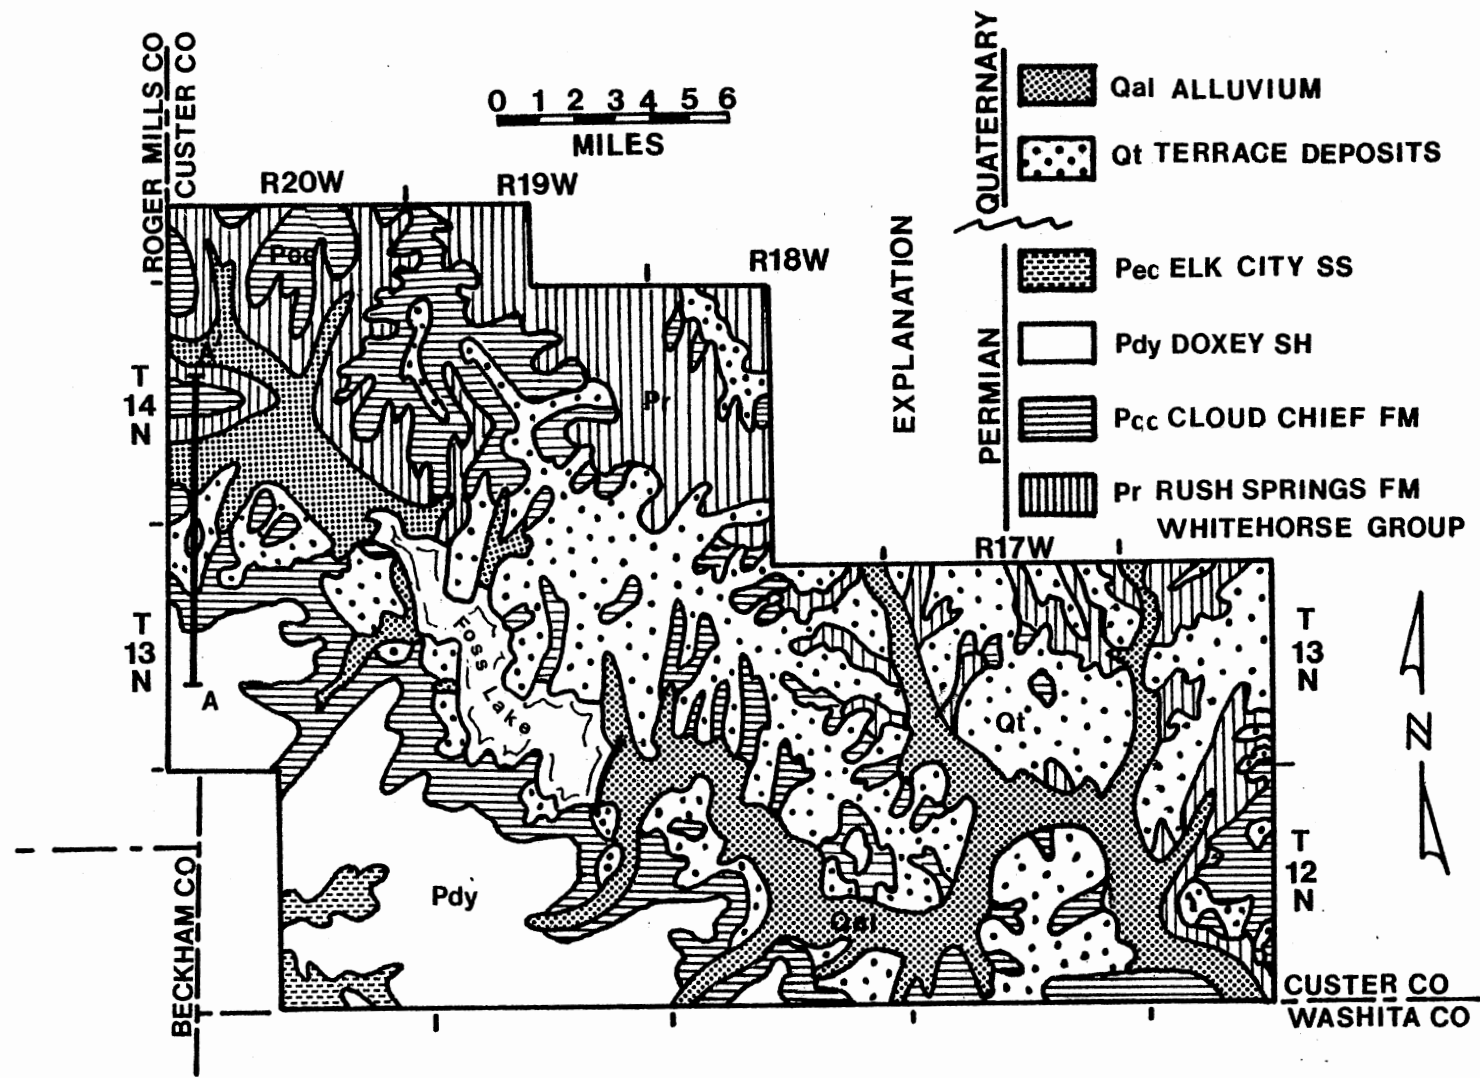 ROGER MILLS CO
CUSTER CO
0 1 2 3 4 5 6
MILES
R20W
R19W
R18W
R17W
T
14
N
T
13
N
A
A
Pcc
Pr
Foss
Lake
Qt
Pdy
Qal
T
13
N
T
12
N
N
BECKHAM CO
CUSTER CO
WASHITA CO
EXPLANATION
QUATERNARY
Qal ALLUVIUM
Qt TERRACE DEPOSITS
PERMIAN
Pec ELK CITY SS
Pdy DOXEY SH
Pcc CLOUD CHIEF FM
Pr RUSH SPRINGS FM
WHITEHORSE GROUP